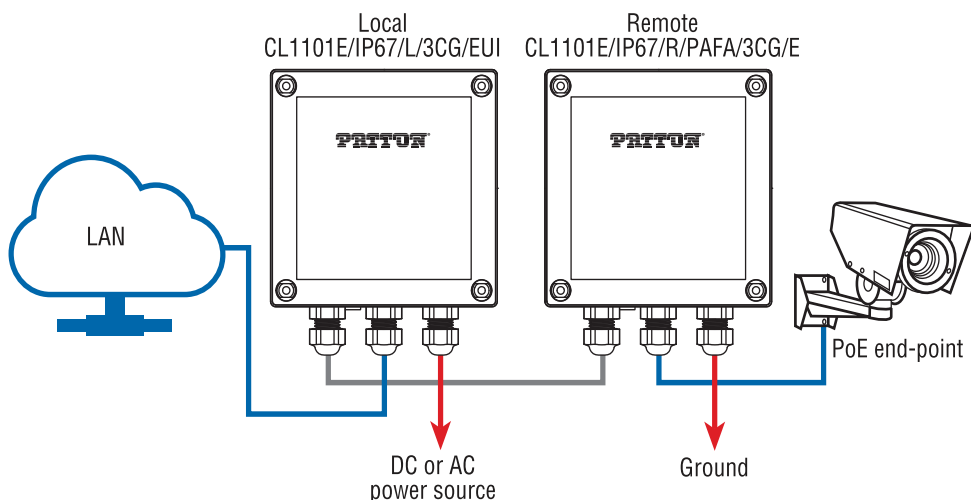 Local
CL1101E/IP67/L/3CG/EUI
Remote
CL1101E/IP67/R/PAFA/3CG/E
PATTON
PATTON
LAN
PoE end-point
DC or AC
power source
Ground